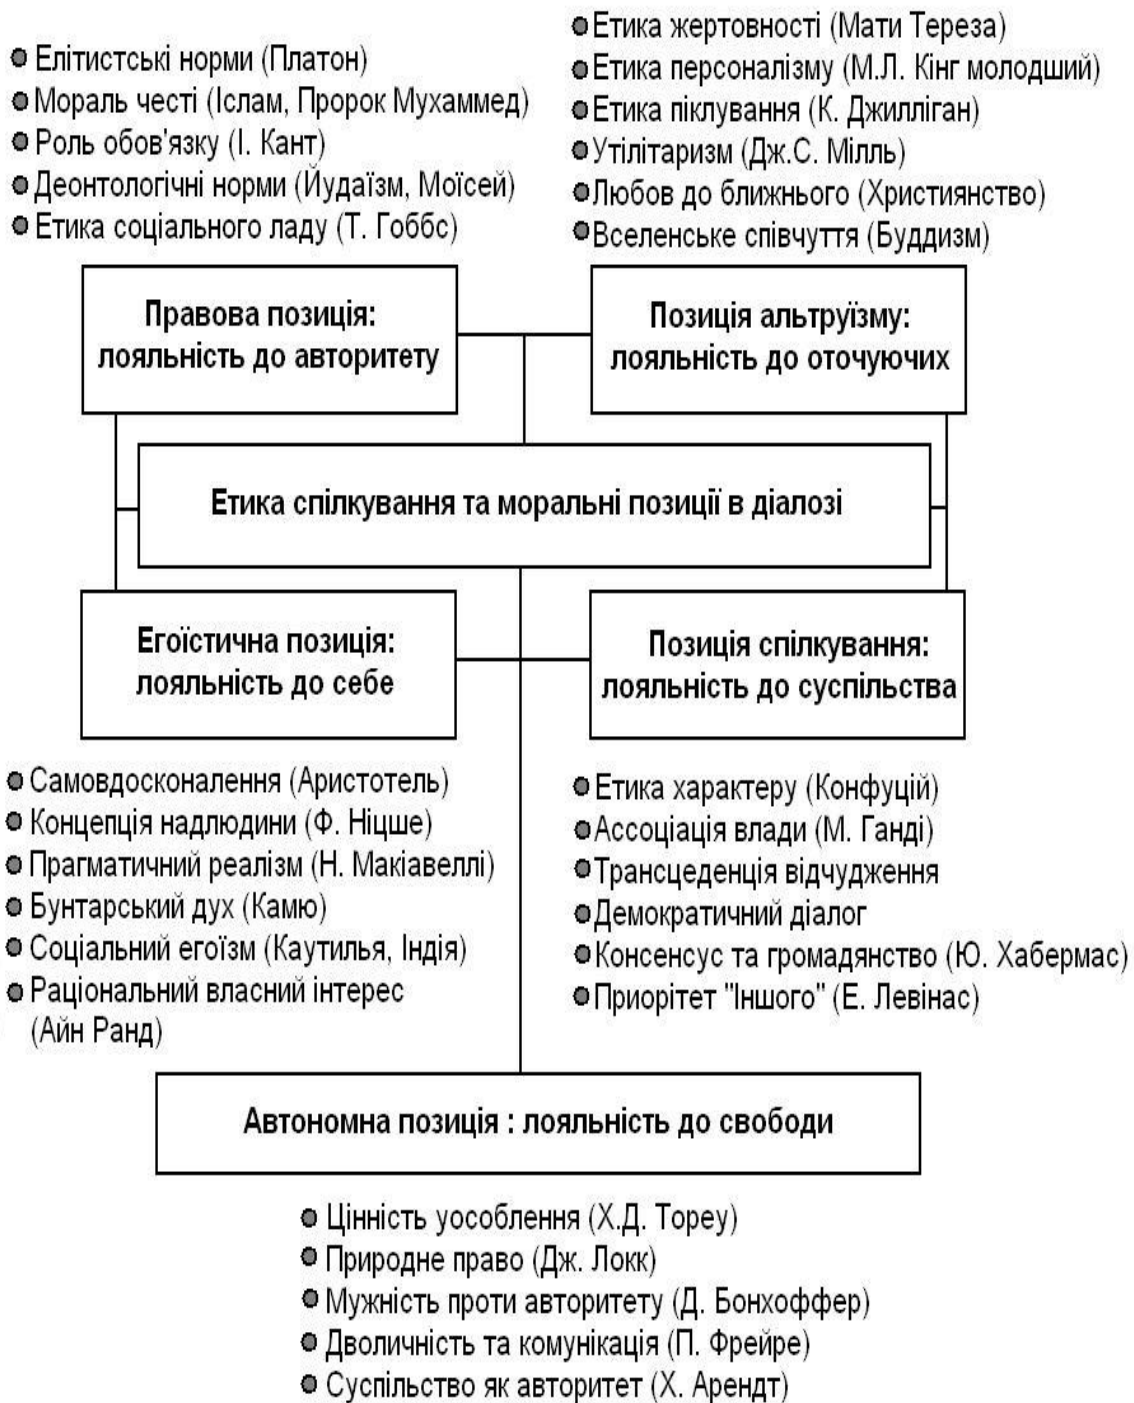 Елітистські норми (Платон)
Мораль честі (Іслам, Пророк Мухаммед)
Роль обов'язку (І. Кант)
Деонтологічні норми (Йудаїзм, Моїсей)
Етика соціального ладу (Т. Гоббс)
Етика жертовності (Мати Тереза)
Етика персоналізму (М.Л. Кінг молодший)
Етика піклування (К. Джилліган)
Утілітаризм (Дж.С. Мілль)
Любов до ближнього (Християнство)
Вселенське співчуття (Буддизм)
Правова позиція:
лояльність до авторитету
Позиція альтруїзму:
лояльність до оточуючих
Етика спілкування та моральні позиції в діалозі
Егоїстична позиція:
лояльність до себе
Позиція спілкування:
лояльність до суспільства
Самовдосконалення (Аристотель)
Концепція надлюдини (Ф. Ніцше)
Прагматичний реалізм (Н. Макіавеллі)
Бунтарський дух (Камю)
Соціальний егоїзм (Каутилья, Індія)
Раціональний власний інтерес
(Айн Ранд)
Етика характеру (Конфуцій)
Ассоціація влади (М. Ганді)
Трансцеденція відчудження
Демократичний діалог
Консенсус та громадянство (Ю. Хабермас)
Приорітет "Іншого" (Е. Левінас)
Автономна позиція : лояльність до свободи
Цінність уособлення (Х.Д. Тореу)
Природне право (Дж. Локк)
Мужність проти авторитету (Д. Бонхоффер)
Дволичність та комунікація (П. Фрейре)
Суспільство як авторитет (Х. Арендт)